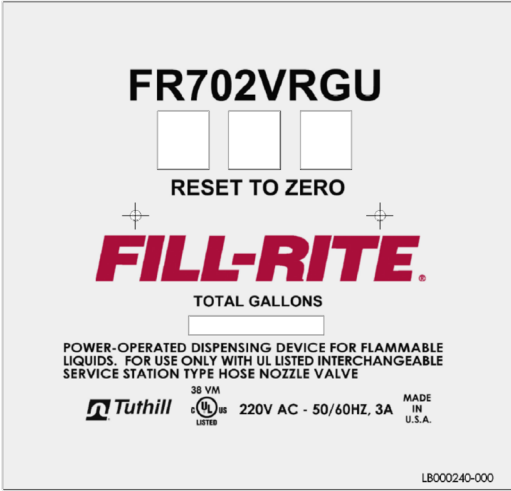 FR702VRGU
RESET TO ZERO
FILL-RITE®
TOTAL GALLONS
POWER-OPERATED DISPENSING DEVICE FOR FLAMMABLE
LIQUIDS. FOR USE ONLY WITH UL LISTED INTERCHANGEABLE
SERVICE STATION TYPE HOSE NOZZLE VALVE
Tuthill
38 VM
C UL US
LISTED
220V AC - 50/60HZ, 3A
MADE
IN
U.S.A.
LB000240-000